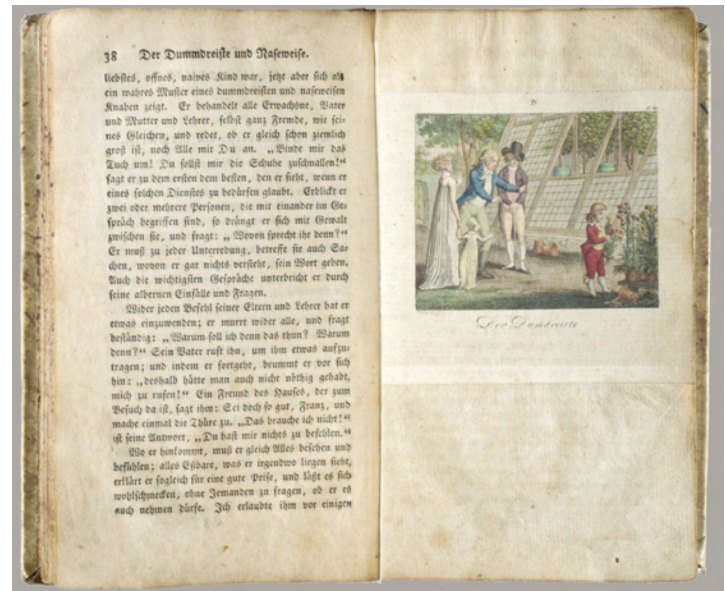 38 Der Dummdreiste und Naseweise.
liebstes, offnes, naives Kind war, jetzt aber sich als
ein wahres Muster eines dummdreisten und naseweisen
Knaben zeigt. Er behandelt alle Erwachsne, Vater
und Mutter und Lehrer, selbst ganz Fremde, wie sei-
nes Gleichen, und redet, ob er gleich schon ziemlich
groß ist, noch Alle mit Du an. „Binde mir das
Tuch um! Du sollst mir die Schuhe zuschnallen!“
sagt er zu dem ersten dem besten, den er sieht, wenn er
eines solchen Dienstes zu bedürfen glaubt. Erblickt er
zwei oder mehrere Personen, die mit einander im Ge-
spräch begriffen sind, so drängt er sich mit Gewalt
zwischen sie, und fragt: „Wovon sprecht ihr denn?“
Er muß zu jeder Unterredung, betreffe sie auch Sa-
chen, wovon er gar nichts versteht, sein Wort geben.
Auch die wichtigsten Gespräche unterbricht er durch
seine albernen Einfälle und Fragen.
Wider jeden Befehl seiner Eltern und Lehrer hat er
etwas einzuwenden; er murrt wider alle, und fragt
beständig: „Warum soll ich denn das thun? Warum
denn?“ Sein Vater ruft ihn, um ihm etwas aufzu-
tragen; und indem er fortgeht, brummt er vor sich
hin: „deshalb hätte man auch nicht nöthig gehabt,
mich zu rufen!“ Ein Freund des Hauses, der zum
Besuch da ist, sagt ihm: Sei doch so gut, Franz, und
mache einmal die Thüre zu. „Das brauche ich nicht!“
ist seine Antwort, „Du hast mir nichts zu befehlen.“
Wo er hinkommt, muß er gleich Alles besehen und
befühlen; alles Eßbare, was er irgendwo liegen sieht,
erklärt er sogleich für eine gute Prise, und läßt es sich
wohlschmecken, ohne Jemanden zu fragen, ob er es
auch nehmen dürfe. Ich erlaubte ihm vor einigen
Der Dumdreiste